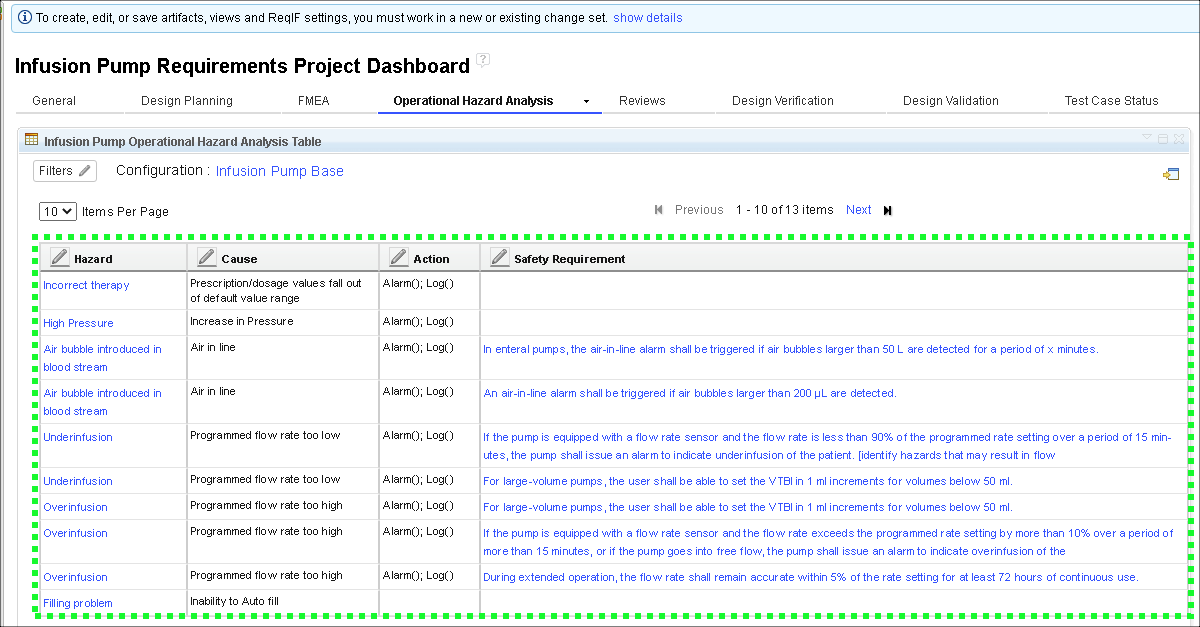 To create, edit, or save artifacts, views and ReqIF settings, you must work in a new or existing change set. show details
Infusion Pump Requirements Project Dashboard ?
General Design Planning FMEA Operational Hazard Analysis Reviews Design Verification Design Validation Test Case Status
Infusion Pump Operational Hazard Analysis Table
Filters Configuration : Infusion Pump Base
10 Items Per Page Previous 1 - 10 of 13 items Next
Hazard Cause Action Safety Requirement
Incorrect therapy Prescription/dosage values fall out Alarm(); Log()
of default value range
High Pressure Increase in Pressure Alarm(); Log()
Air bubble introduced in Air in line Alarm(); Log() In enteral pumps, the air-in-line alarm shall be triggered if air bubbles larger than 50 L are detected for a period of x minutes.
blood stream
Air bubble introduced in Air in line Alarm(); Log() An air-in-line alarm shall be triggered if air bubbles larger than 200 µL are detected.
blood stream
Underinfusion Programmed flow rate too low Alarm(); Log() If the pump is equipped with a flow rate sensor and the flow rate is less than 90% of the programmed rate setting over a period of 15 min-
utes, the pump shall issue an alarm to indicate underinfusion of the patient. [identify hazards that may result in flow
Underinfusion Programmed flow rate too low Alarm(); Log() For large-volume pumps, the user shall be able to set the VTBI in 1 ml increments for volumes below 50 ml.
Overinfusion Programmed flow rate too high Alarm(); Log() For large-volume pumps, the user shall be able to set the VTBI in 1 ml increments for volumes below 50 ml.
Overinfusion Programmed flow rate too high Alarm(); Log() If the pump is equipped with a flow rate sensor and the flow rate exceeds the programmed rate setting by more than 10% over a period of
more than 15 minutes, or if the pump goes into free flow, the pump shall issue an alarm to indicate overinfusion of the
Overinfusion Programmed flow rate too high Alarm(); Log() During extended operation, the flow rate shall remain accurate within 5% of the rate setting for at least 72 hours of continuous use.
Filling problem Inability to Auto fill